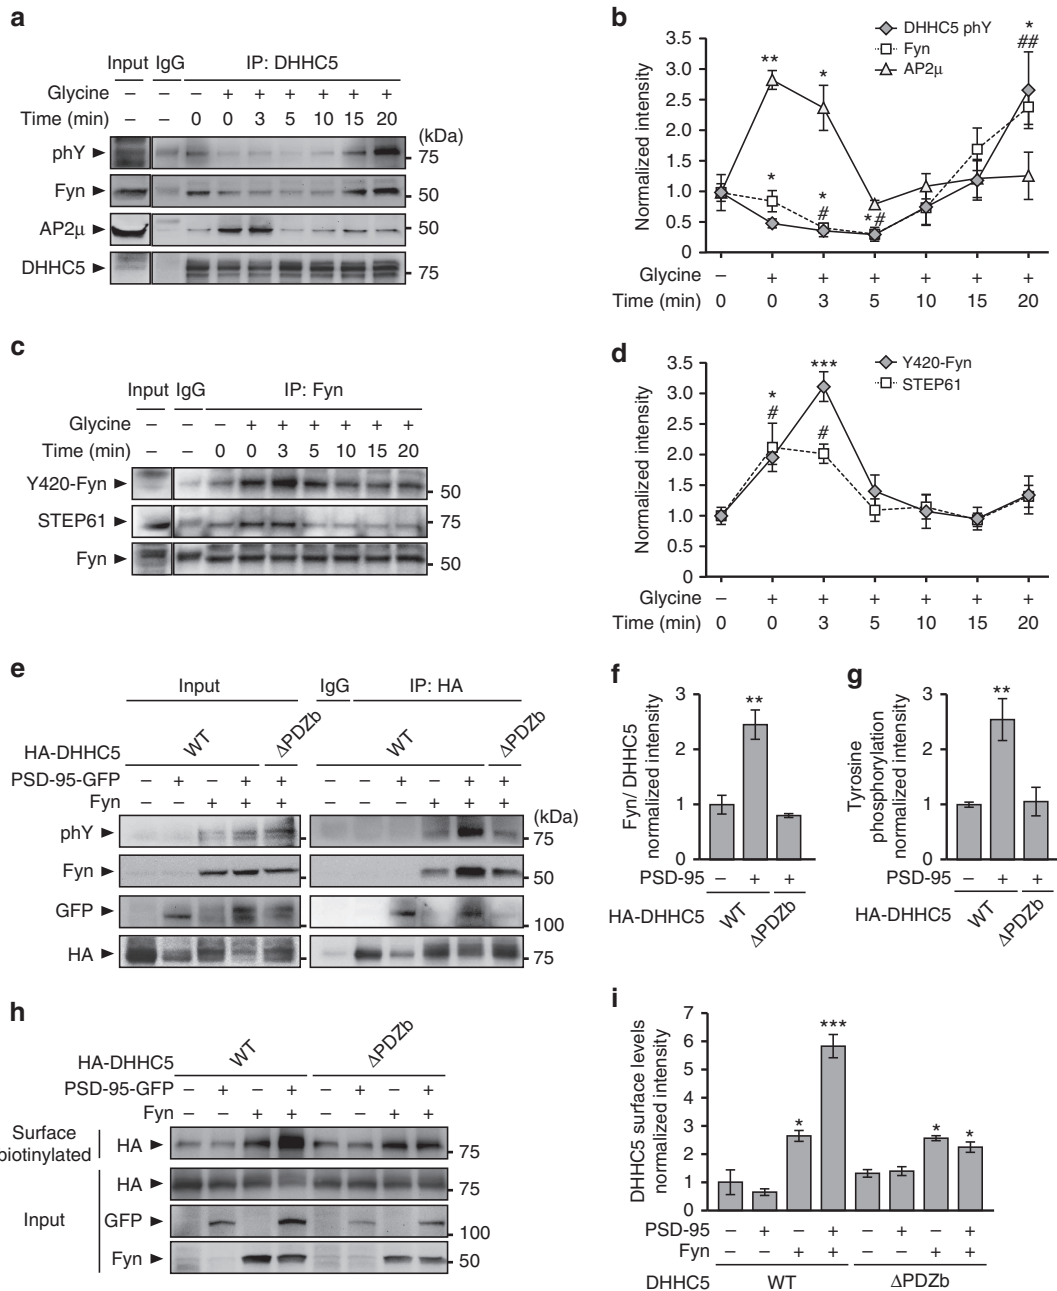 a
Input IgG IP: DHHC5
Glycine – – – + + + + + +
Time (min) – – 0 0 3 5 10 15 20
(kDa)
phY 75
Fyn 50
AP2μ 50
DHHC5 75
b
DHHC5 phY
Fyn
AP2μ
Normalized intensity
3.5
3.0
2.5
2.0
1.5
1.0
0.5
0
** * * * # * # * ##
Glycine – + + + + + +
Time (min) 0 0 3 5 10 15 20
c
Input IgG IP: Fyn
Glycine – – – + + + + + +
Time (min) – – 0 0 3 5 10 15 20
Y420-Fyn 50
STEP61 75
Fyn 50
d
Y420-Fyn
STEP61
Normalized intensity
3.5
3.0
2.5
2.0
1.5
1.0
0.5
0
* # *** #
Glycine – + + + + + +
Time (min) 0 0 3 5 10 15 20
e
Input IgG IP: HA
HA-DHHC5 WT ΔPDZb WT ΔPDZb
PSD-95-GFP – + – + + – – + – + +
Fyn – – + + + – – – + + +
(kDa)
phY 75
Fyn 50
GFP 100
HA 75
f
Fyn/ DHHC5
normalized intensity
3
2
1
0
**
PSD-95 – + +
HA-DHHC5 WT ΔPDZb
g
Tyrosine
phosphorylation
normalized intensity
3
2
1
0
**
PSD-95 – + +
HA-DHHC5 WT ΔPDZb
h
HA-DHHC5 WT ΔPDZb
PSD-95-GFP – + – + – + – +
Fyn – – + + – – + +
Surface
biotinylated
HA 75
Input
HA 75
GFP 100
Fyn 50
i
DHHC5 surface levels
normalized intensity
7
6
5
4
3
2
1
0
* *** * *
PSD-95 – + – + – + – +
Fyn – – + + – – + +
DHHC5 WT ΔPDZb